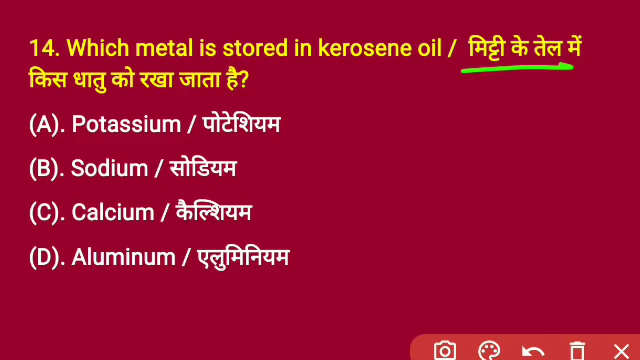 14. Which metal is stored in kerosene oil / मिट्टी के तेल में
किस धातु को रखा जाता है?
(A). Potassium / पोटेशियम
(B). Sodium / सोडियम
(C). Calcium / कैल्शियम
(D). Aluminum / एलुमिनियम